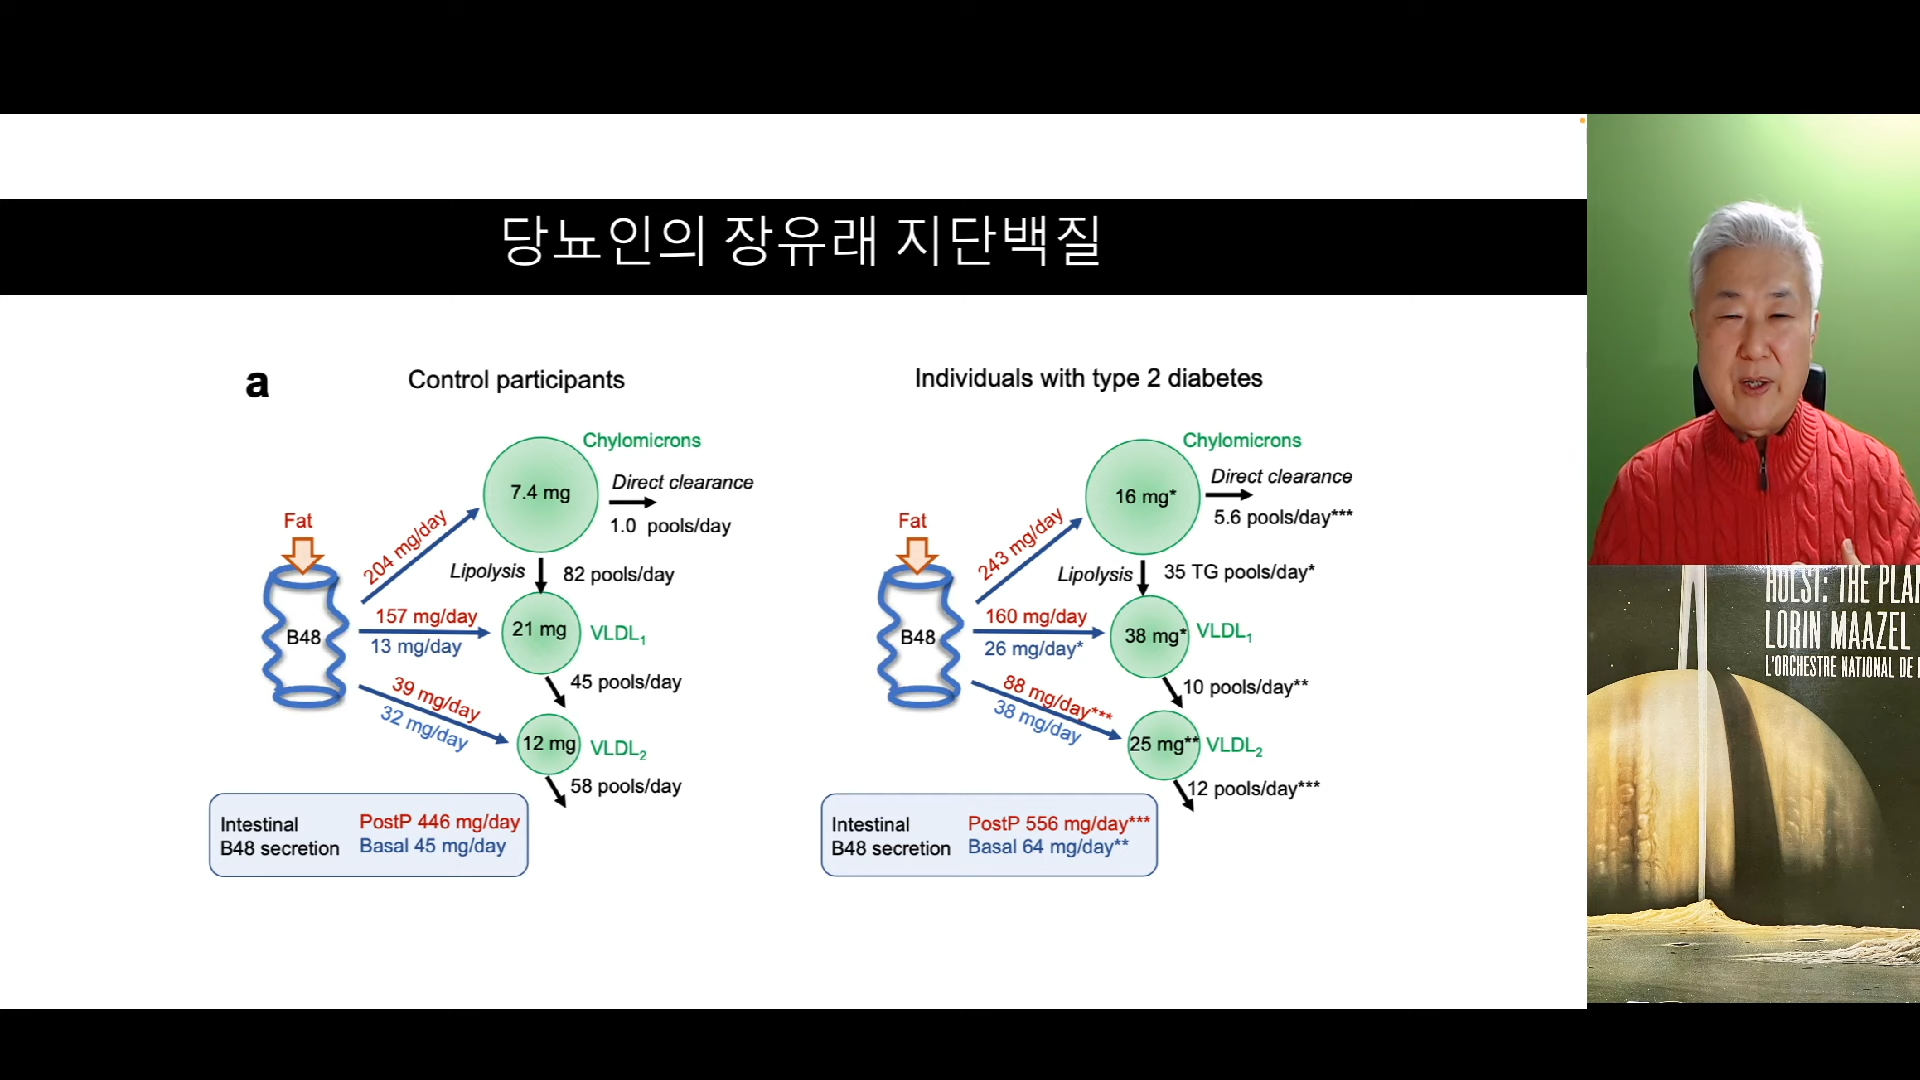 당뇨인의 장유래 지단백질
a
Control participants
Chylomicrons
7.4 mg
Direct clearance
1.0 pools/day
Fat
204 mg/day
Lipolysis
82 pools/day
157 mg/day
13 mg/day
B48
21 mg
VLDL1
45 pools/day
39 mg/day
32 mg/day
12 mg
VLDL2
58 pools/day
Intestinal
B48 secretion
PostP 446 mg/day
Basal 45 mg/day
Individuals with type 2 diabetes
Chylomicrons
16 mg*
Direct clearance
5.6 pools/day***
Fat
243 mg/day
Lipolysis
35 TG pools/day*
160 mg/day
26 mg/day*
B48
38 mg*
VLDL1
10 pools/day**
88 mg/day***
38 mg/day
25 mg**
VLDL2
12 pools/day***
Intestinal
B48 secretion
PostP 556 mg/day***
Basal 64 mg/day**
HOLST: THE PLA
LORIN MAAZEL
L'ORCHESTRE NATIONAL DE